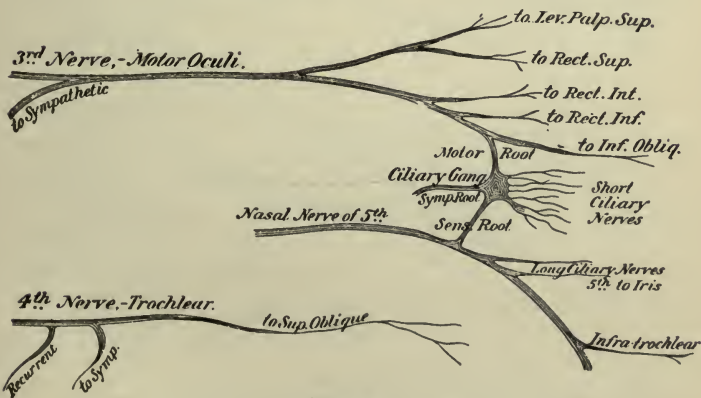 to Lev. Palp. Sup.
3rd Nerve,-Motor Oculi.
to Rect. Sup.
to Sympathetic
to Rect. Int.
to Rect. Inf.
to Inf. Obliq.
Motor Root
Ciliary Gang
Symp. Root
Short
Ciliary
Nerves
Nasal Nerve of 5th
Sens. Root
Long Ciliary Nerves
5th to Iris
4th Nerve,-Trochlear.
to Sup. Oblique
Infra-trochlear
Recurrent
to Symp.